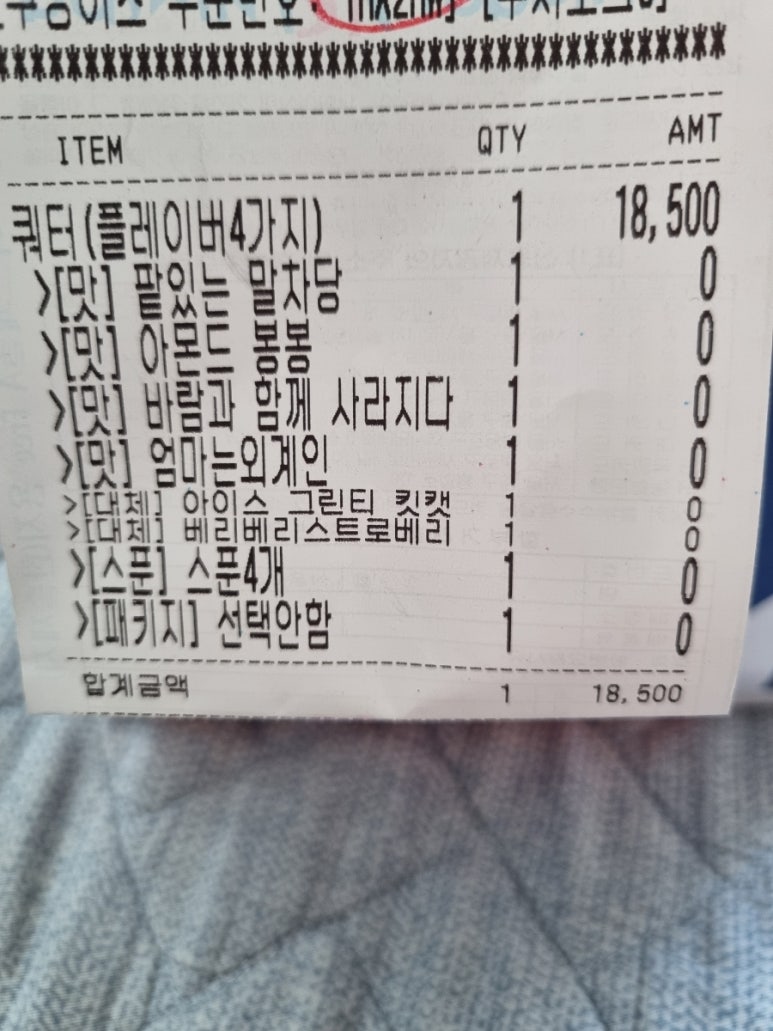 ***********************************************
ITEM QTY AMT
쿼터(플레이버4가지) 1 18,500
>[맛] 팥있는 말차당 1 0
>[맛] 아몬드 봉봉 1 0
>[맛] 바람과 함께 사라지다 1 0
>[맛] 엄마는외계인 1 0
>[대체] 아이스 그린티 킷캣 1 0
>[대체] 베리베리스트로베리 1 0
>[스푼] 스푼4개 1 0
>[패키지] 선택안함 1 0
합계금액 1 18,500